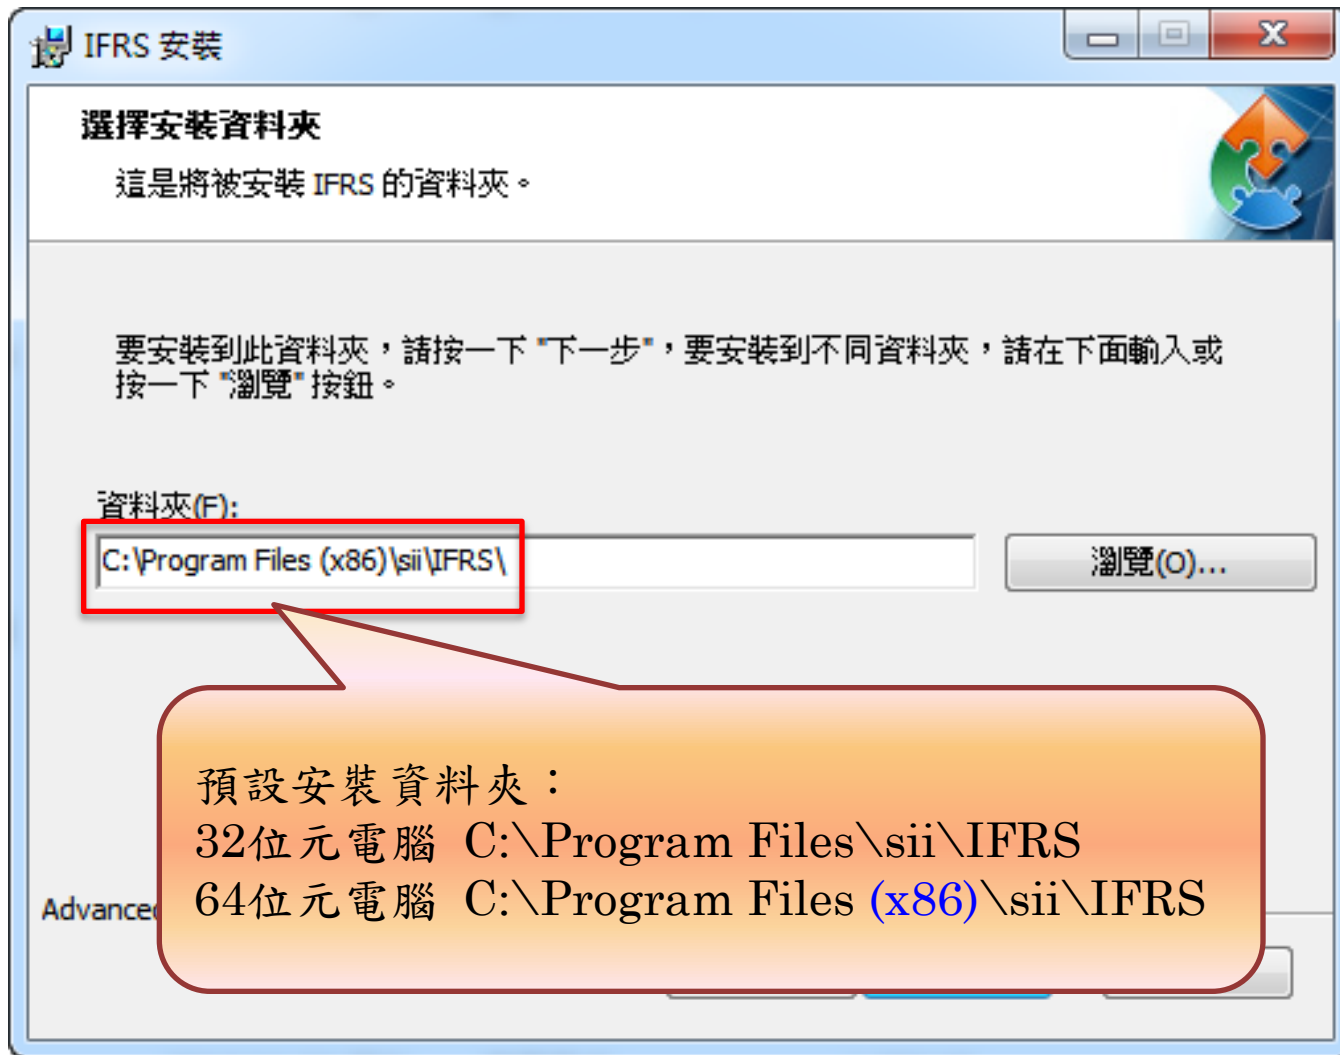 IFRS 安裝
選擇安裝資料夾
這是將被安裝 IFRS 的資料夾。
要安裝到此資料夾，請按一下 "下一步"，要安裝到不同資料夾，請在下面輸入或
按一下 "瀏覽" 按鈕。
資料夾(F):
C:\Program Files (x86)\sii\IFRS\
瀏覽(O)...
預設安裝資料夾：
32位元電腦 C:\Program Files\sii\IFRS
64位元電腦 C:\Program Files (x86)\sii\IFRS
Advanced